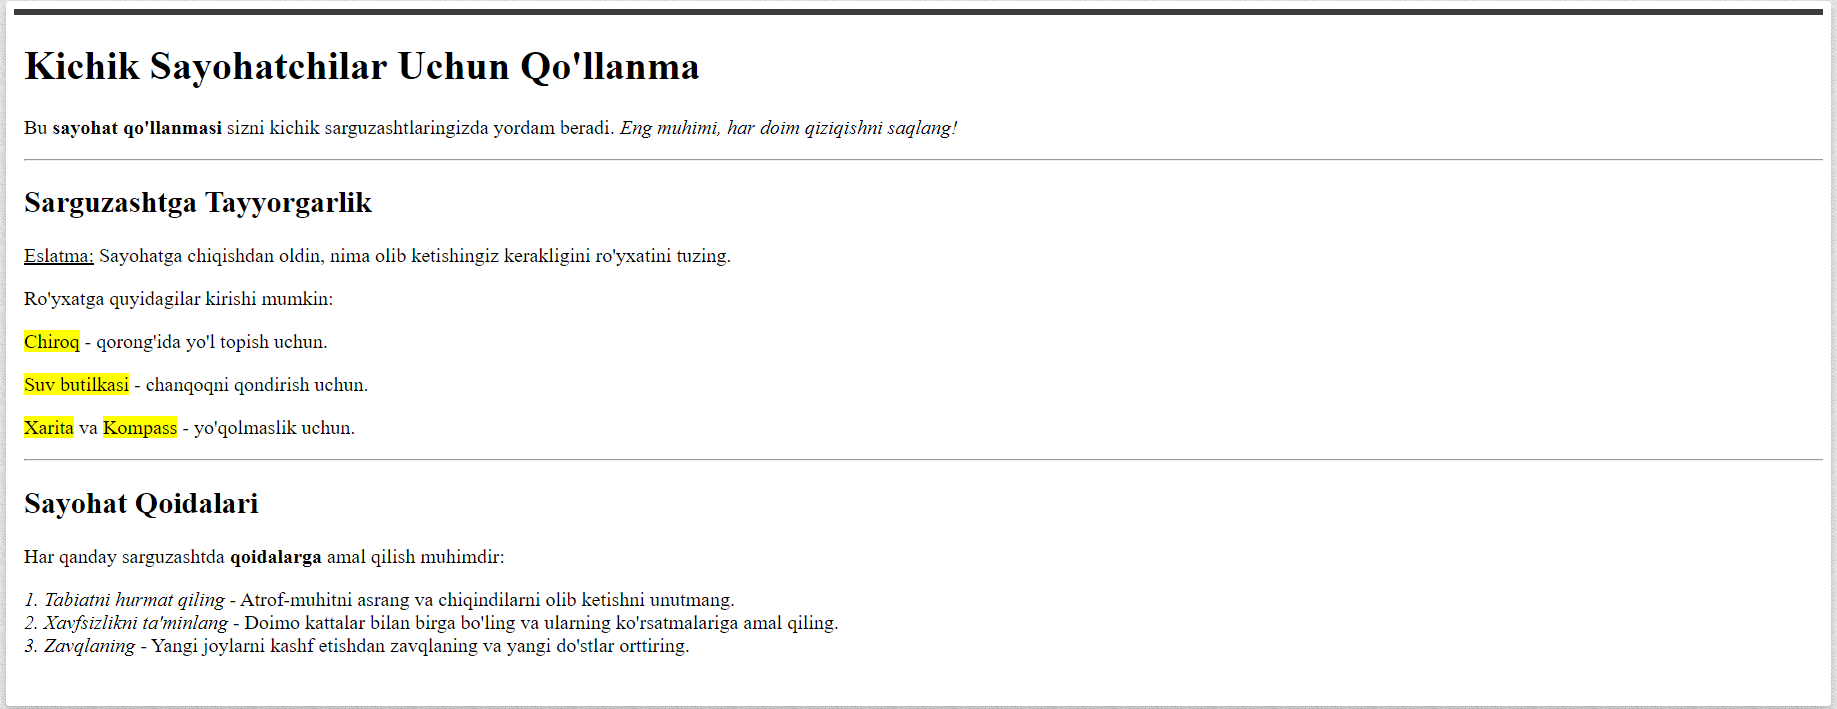 Kichik Sayohatchilar Uchun Qo'llanma
Bu sayohat qo'llanmasi sizni kichik sarguzashtlaringizda yordam beradi. Eng muhimi, har doim qiziqishni saqlang!
Sarguzashtga Tayyorgarlik
Eslatma: Sayohatga chiqishdan oldin, nima olib ketishingiz kerakligini ro'yxatini tuzing.
Ro'yxatga quyidagilar kirishi mumkin:
Chiroq - qorong'ida yo'l topish uchun.
Suv butilkasi - chanqoqni qondirish uchun.
Xarita va Kompass - yo'qolmaslik uchun.
Sayohat Qoidalari
Har qanday sarguzashtda qoidalarga amal qilish muhimdir:
1. Tabiatni hurmat qiling - Atrof-muhitni asrang va chiqindilarni olib ketishni unutmang.
2. Xavfsizlikni ta'minlang - Doimo kattalar bilan birga bo'ling va ularning ko'rsatmalariga amal qiling.
3. Zavqlaning - Yangi joylarni kashf etishdan zavqlaning va yangi do'stlar orttiring.